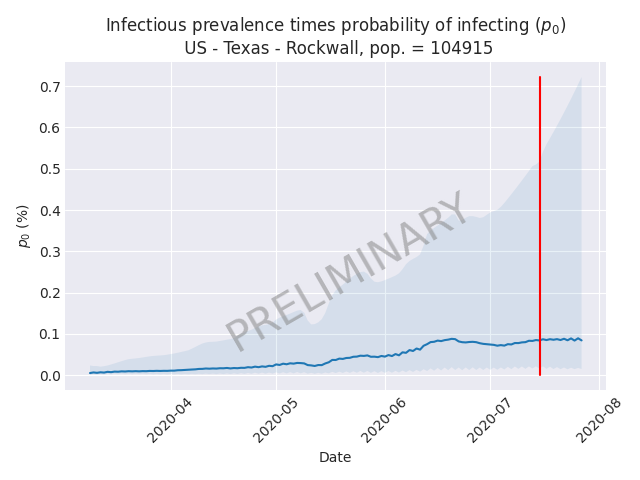 Infectious prevalence times probability of infecting (p₀)
US - Texas - Rockwall, pop. = 104915
p₀ (%)
0.7
0.6
0.5
0.4
0.3
0.2
0.1
0.0
PRELIMINARY
2020-04
2020-05
2020-06
2020-07
2020-08
Date